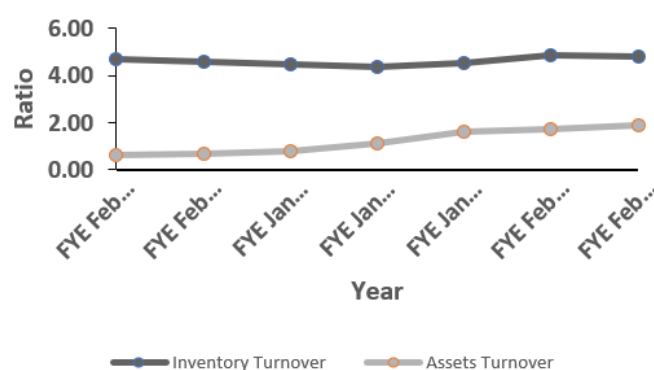 6.00
4.00
2.00
0.00
Ratio
FYE Feb...
FYE Feb...
FYE Jan...
FYE Jan...
FYE Jan...
FYE Feb...
FYE Feb...
Year
Inventory Turnover
Assets Turnover